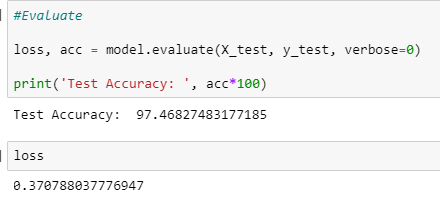 #Evaluate
loss, acc = model.evaluate(X_test, y_test, verbose=0)
print('Test Accuracy: ', acc*100)
Test Accuracy:  97.46827483177185
loss
0.370788037776947